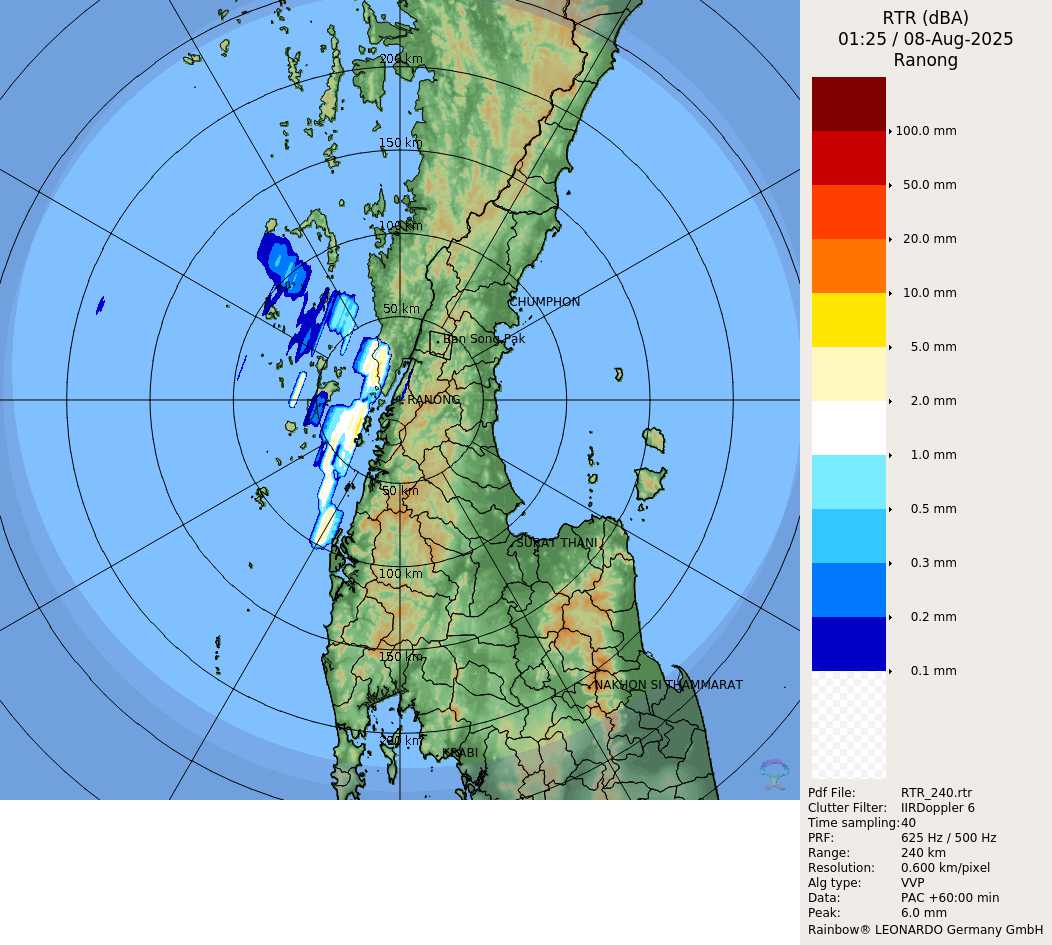 RTR (dBA)
01:25 / 08-Aug-2025
Ranong
200 km
150 km
100 km
50 km
CHUMPHON
Ban Song Pak
RANONG
50 km
SURAT THANI
100 km
150 km
NAKHON SI THAMMARAT
200 km
KRABI
100.0 mm
50.0 mm
20.0 mm
10.0 mm
5.0 mm
2.0 mm
1.0 mm
0.5 mm
0.3 mm
0.2 mm
0.1 mm
Pdf File: RTR_240.rtr
Clutter Filter: IIRDoppler 6
Time sampling:40
PRF: 625 Hz / 500 Hz
Range: 240 km
Resolution: 0.600 km/pixel
Alg type: VVP
Data: PAC +60:00 min
Peak: 6.0 mm
Rainbow® LEONARDO Germany GmbH